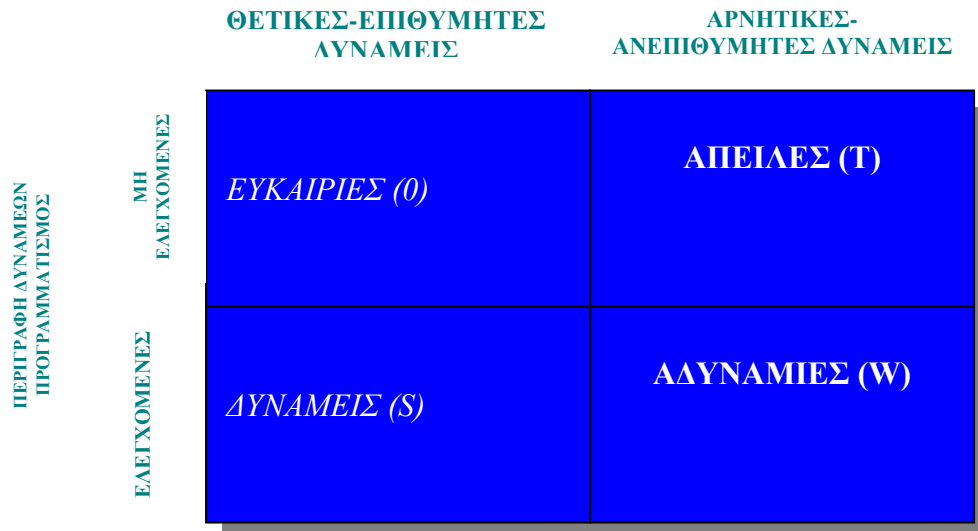 ΘΕΤΙΚΕΣ-ΕΠΙΘΥΜΗΤΕΣ
ΔΥΝΑΜΕΙΣ
ΑΡΝΗΤΙΚΕΣ-
ΑΝΕΠΙΘΥΜΗΤΕΣ ΔΥΝΑΜΕΙΣ
ΠΕΡΙΓΡΑΦΗ ΔΥΝΑΜΕΩΝ
ΠΡΟΓΡΑΜΜΑΤΙΣΜΟΣ
ΜΗ
ΕΛΕΓΧΟΜΕΝΕΣ
ΕΥΚΑΙΡΙΕΣ (0)
ΑΠΕΙΛΕΣ (T)
ΕΛΕΓΧΟΜΕΝΕΣ
ΔΥΝΑΜΕΙΣ (S)
ΑΔΥΝΑΜΙΕΣ (W)